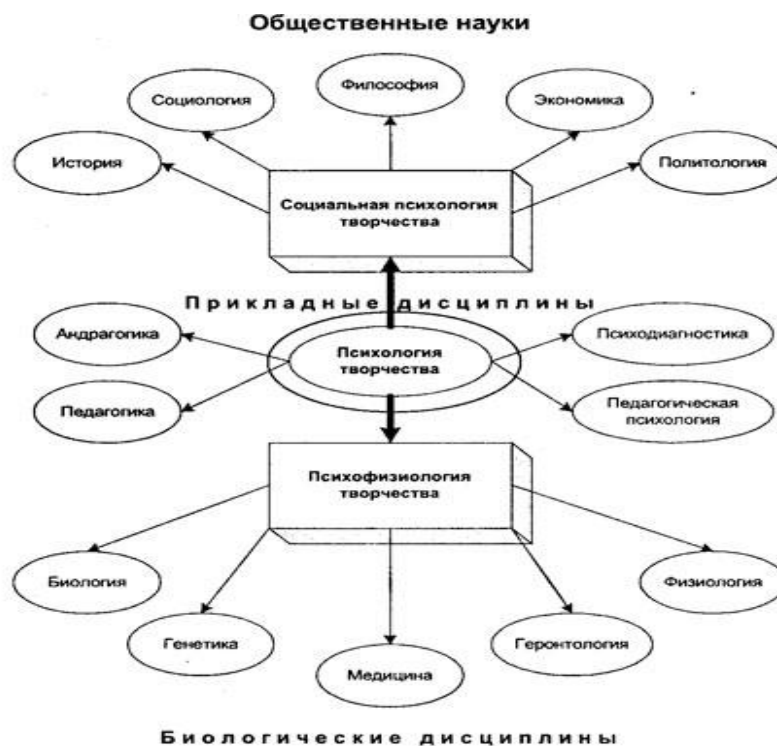 Общественные науки
Философия
Социология
Экономика
История
Политология
Социальная психология
творчества
Прикладные дисциплины
Андрагогика
Психодиагностика
Психология
творчества
Педагогика
Педагогическая
психология
Психофизиология
творчества
Биология
Физиология
Генетика
Геронтология
Медицина
Биологические дисциплины